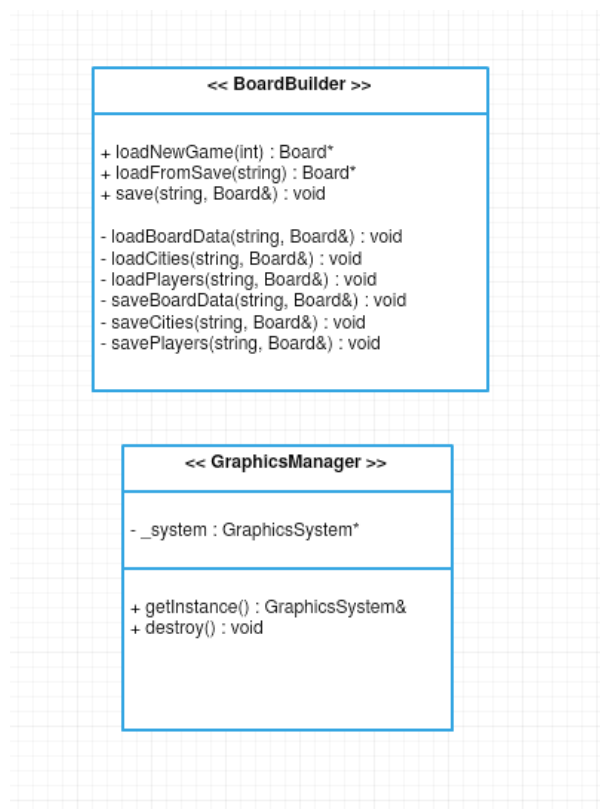 << BoardBuilder >>
+ loadNewGame(int) : Board*
+ loadFromSave(string) : Board*
+ save(string, Board&) : void
- loadBoardData(string, Board&) : void
- loadCities(string, Board&) : void
- loadPlayers(string, Board&) : void
- saveBoardData(string, Board&) : void
- saveCities(string, Board&) : void
- savePlayers(string, Board&) : void
<< GraphicsManager >>
- _system : GraphicsSystem*
+ getInstance() : GraphicsSystem&
+ destroy() : void